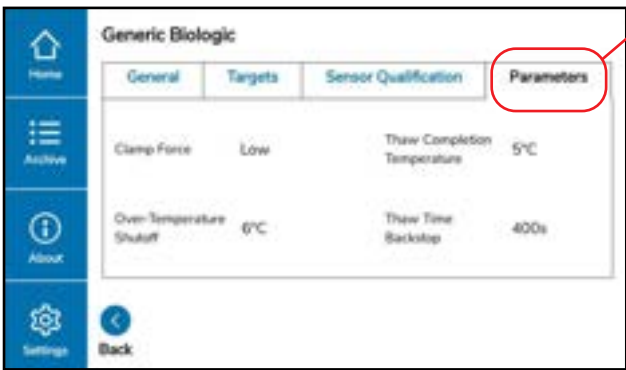 Generic Biologic
Home
General Targets Sensor Qualification Parameters
Archive
Clamp Force Low
Thaw Completion
Temperature
5°C
Over-Temperature
Shutoff
6°C
Thaw Time
Backstop
400s
About
Settings
Back